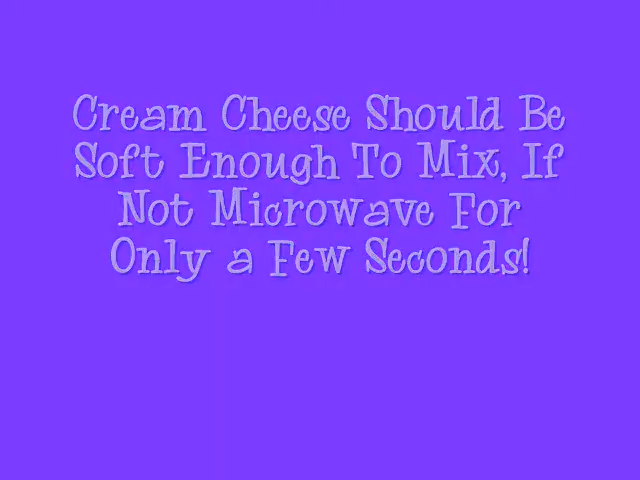 Cream Cheese Should Be
Soft Enough To Mix, If
Not Microwave For
Only a Few Seconds!